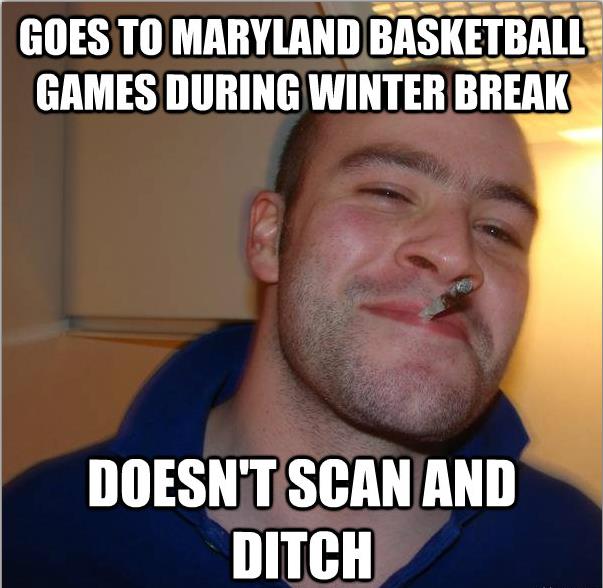 GOES TO MARYLAND BASKETBALL
GAMES DURING WINTER BREAK
DOESN'T SCAN AND
DITCH